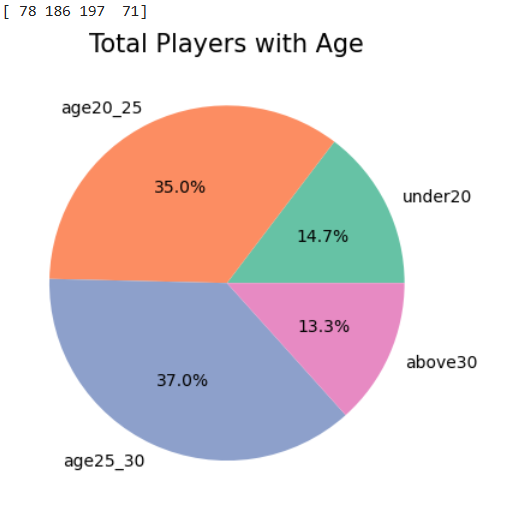 [ 78 186 197  71]
Total Players with Age
age20_25
35.0%
under20
14.7%
13.3%
above30
37.0%
age25_30